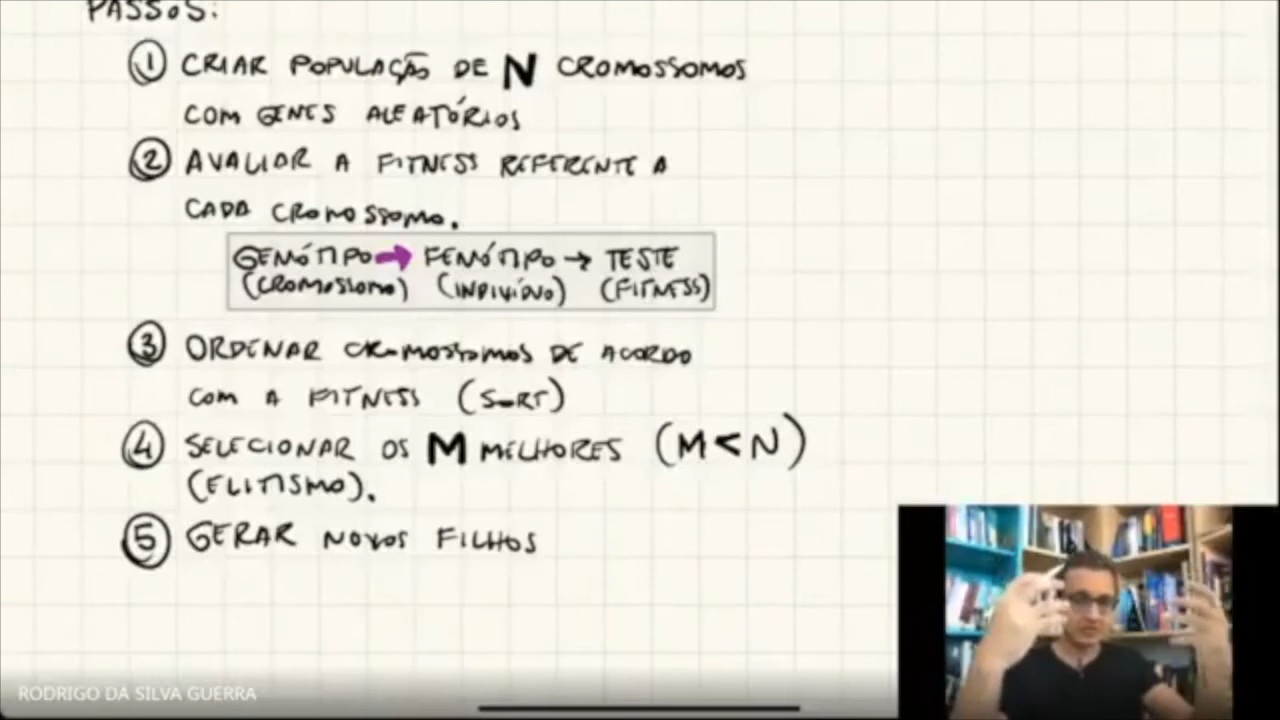 PASSOS:
1 CRIAR POPULAÇÃO DE N CROMOSSOMOS
COM GENES ALEATÓRIOS
2 AVALIAR A FITNESS REFERENTE A
CADA CROMOSSOMO.
GENÓTIPO → FENÓTIPO → TESTE
(CROMOSSOMO) (INDIVÍDUO) (FITNESS)
3 ORDENAR CROMOSSOMOS DE ACORDO
COM A FITNESS (SORT)
4 SELECIONAR OS M MELHORES (M < N)
(ELITISMO).
5 GERAR NOVOS FILHOS
RODRIGO DA SILVA GUERRA